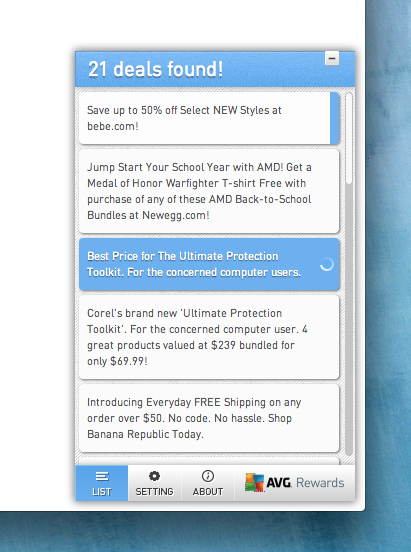 21 deals found!
Save up to 50% off Select NEW Styles at
bebe.com!
Jump Start Your School Year with AMD! Get a
Medal of Honor Warfighter T-shirt Free with
purchase of any of these AMD Back-to-School
Bundles at Newegg.com!
Best Price for The Ultimate Protection
Toolkit. For the concerned computer users.
Corel's brand new 'Ultimate Protection
Toolkit'. For the concerned computer user. 4
great products valued at $239 bundled for
only $69.99!
Introducing Everyday FREE Shipping on any
order over $50. No code. No hassle. Shop
Banana Republic Today.
LIST
SETTING
ABOUT
AVG Rewards